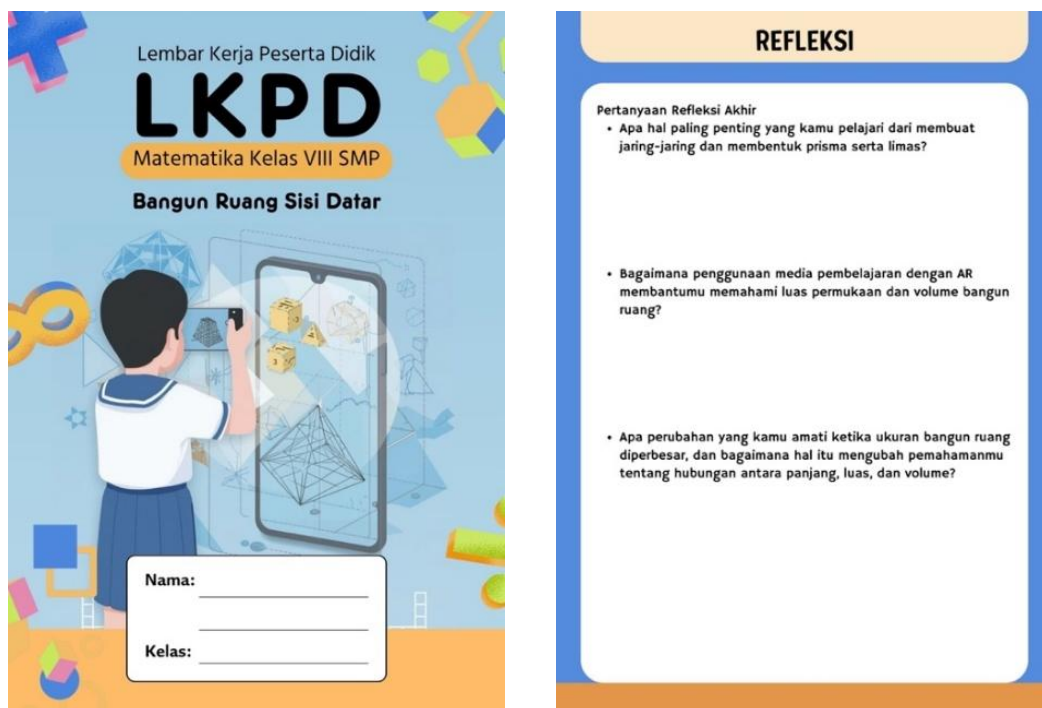 Lembar Kerja Peserta Didik
LKPD
Matematika Kelas VIII SMP
Bangun Ruang Sisi Datar
Nama:
Kelas:
REFLEKSI
Pertanyaan Refleksi Akhir
• Apa hal paling penting yang kamu pelajari dari membuat
jaring-jaring dan membentuk prisma serta limas?
• Bagaimana penggunaan media pembelajaran dengan AR
membantumu memahami luas permukaan dan volume bangun
ruang?
• Apa perubahan yang kamu amati ketika ukuran bangun ruang
diperbesar, dan bagaimana hal itu mengubah pemahamanmu
tentang hubungan antara panjang, luas, dan volume?